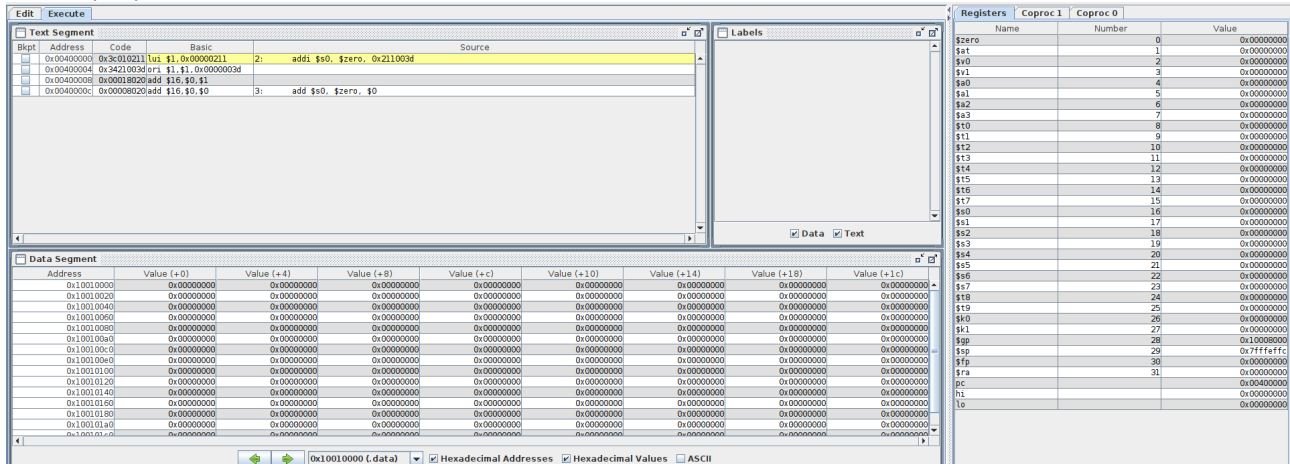 Edit Execute
Text Segment
Bkpt Address Code Basic Source
0x00400000 0x3c010211 lui $1,0x00000211 2: addi $s0, $zero, 0x211003d
0x00400004 0x3421003d ori $1,$1,0x0000003d
0x00400008 0x00018020 add $16,$0,$1
0x0040000c 0x00008020 add $16,$0,$0 3: add $s0, $zero, $0
Labels
Data Text
Data Segment
Address Value (+0) Value (+4) Value (+8) Value (+c) Value (+10) Value (+14) Value (+18) Value (+1c)
0x10010000 0x00000000 0x00000000 0x00000000 0x00000000 0x00000000 0x00000000 0x00000000 0x00000000
0x10010020 0x00000000 0x00000000 0x00000000 0x00000000 0x00000000 0x00000000 0x00000000 0x00000000
0x10010040 0x00000000 0x00000000 0x00000000 0x00000000 0x00000000 0x00000000 0x00000000 0x00000000
0x10010060 0x00000000 0x00000000 0x00000000 0x00000000 0x00000000 0x00000000 0x00000000 0x00000000
0x10010080 0x00000000 0x00000000 0x00000000 0x00000000 0x00000000 0x00000000 0x00000000 0x00000000
0x100100a0 0x00000000 0x00000000 0x00000000 0x00000000 0x00000000 0x00000000 0x00000000 0x00000000
0x100100c0 0x00000000 0x00000000 0x00000000 0x00000000 0x00000000 0x00000000 0x00000000 0x00000000
0x100100e0 0x00000000 0x00000000 0x00000000 0x00000000 0x00000000 0x00000000 0x00000000 0x00000000
0x10010100 0x00000000 0x00000000 0x00000000 0x00000000 0x00000000 0x00000000 0x00000000 0x00000000
0x10010120 0x00000000 0x00000000 0x00000000 0x00000000 0x00000000 0x00000000 0x00000000 0x00000000
0x10010140 0x00000000 0x00000000 0x00000000 0x00000000 0x00000000 0x00000000 0x00000000 0x00000000
0x10010160 0x00000000 0x00000000 0x00000000 0x00000000 0x00000000 0x00000000 0x00000000 0x00000000
0x10010180 0x00000000 0x00000000 0x00000000 0x00000000 0x00000000 0x00000000 0x00000000 0x00000000
0x100101a0 0x00000000 0x00000000 0x00000000 0x00000000 0x00000000 0x00000000 0x00000000 0x00000000
0x100101c0 0x00000000 0x00000000 0x00000000 0x00000000 0x00000000 0x00000000 0x00000000 0x00000000
0x10010000 (.data) Hexadecimal Addresses Hexadecimal Values ASCII
Registers Coproc 1 Coproc 0
Name Number Value
$zero 0 0x00000000
$at 1 0x00000000
$v0 2 0x00000000
$v1 3 0x00000000
$a0 4 0x00000000
$a1 5 0x00000000
$a2 6 0x00000000
$a3 7 0x00000000
$t0 8 0x00000000
$t1 9 0x00000000
$t2 10 0x00000000
$t3 11 0x00000000
$t4 12 0x00000000
$t5 13 0x00000000
$t6 14 0x00000000
$t7 15 0x00000000
$s0 16 0x00000000
$s1 17 0x00000000
$s2 18 0x00000000
$s3 19 0x00000000
$s4 20 0x00000000
$s5 21 0x00000000
$s6 22 0x00000000
$s7 23 0x00000000
$t8 24 0x00000000
$t9 25 0x00000000
$k0 26 0x00000000
$k1 27 0x00000000
$gp 28 0x10008000
$sp 29 0x7fffeffc
$fp 30 0x00000000
$ra 31 0x00000000
pc 0x00400000
hi 0x00000000
lo 0x00000000